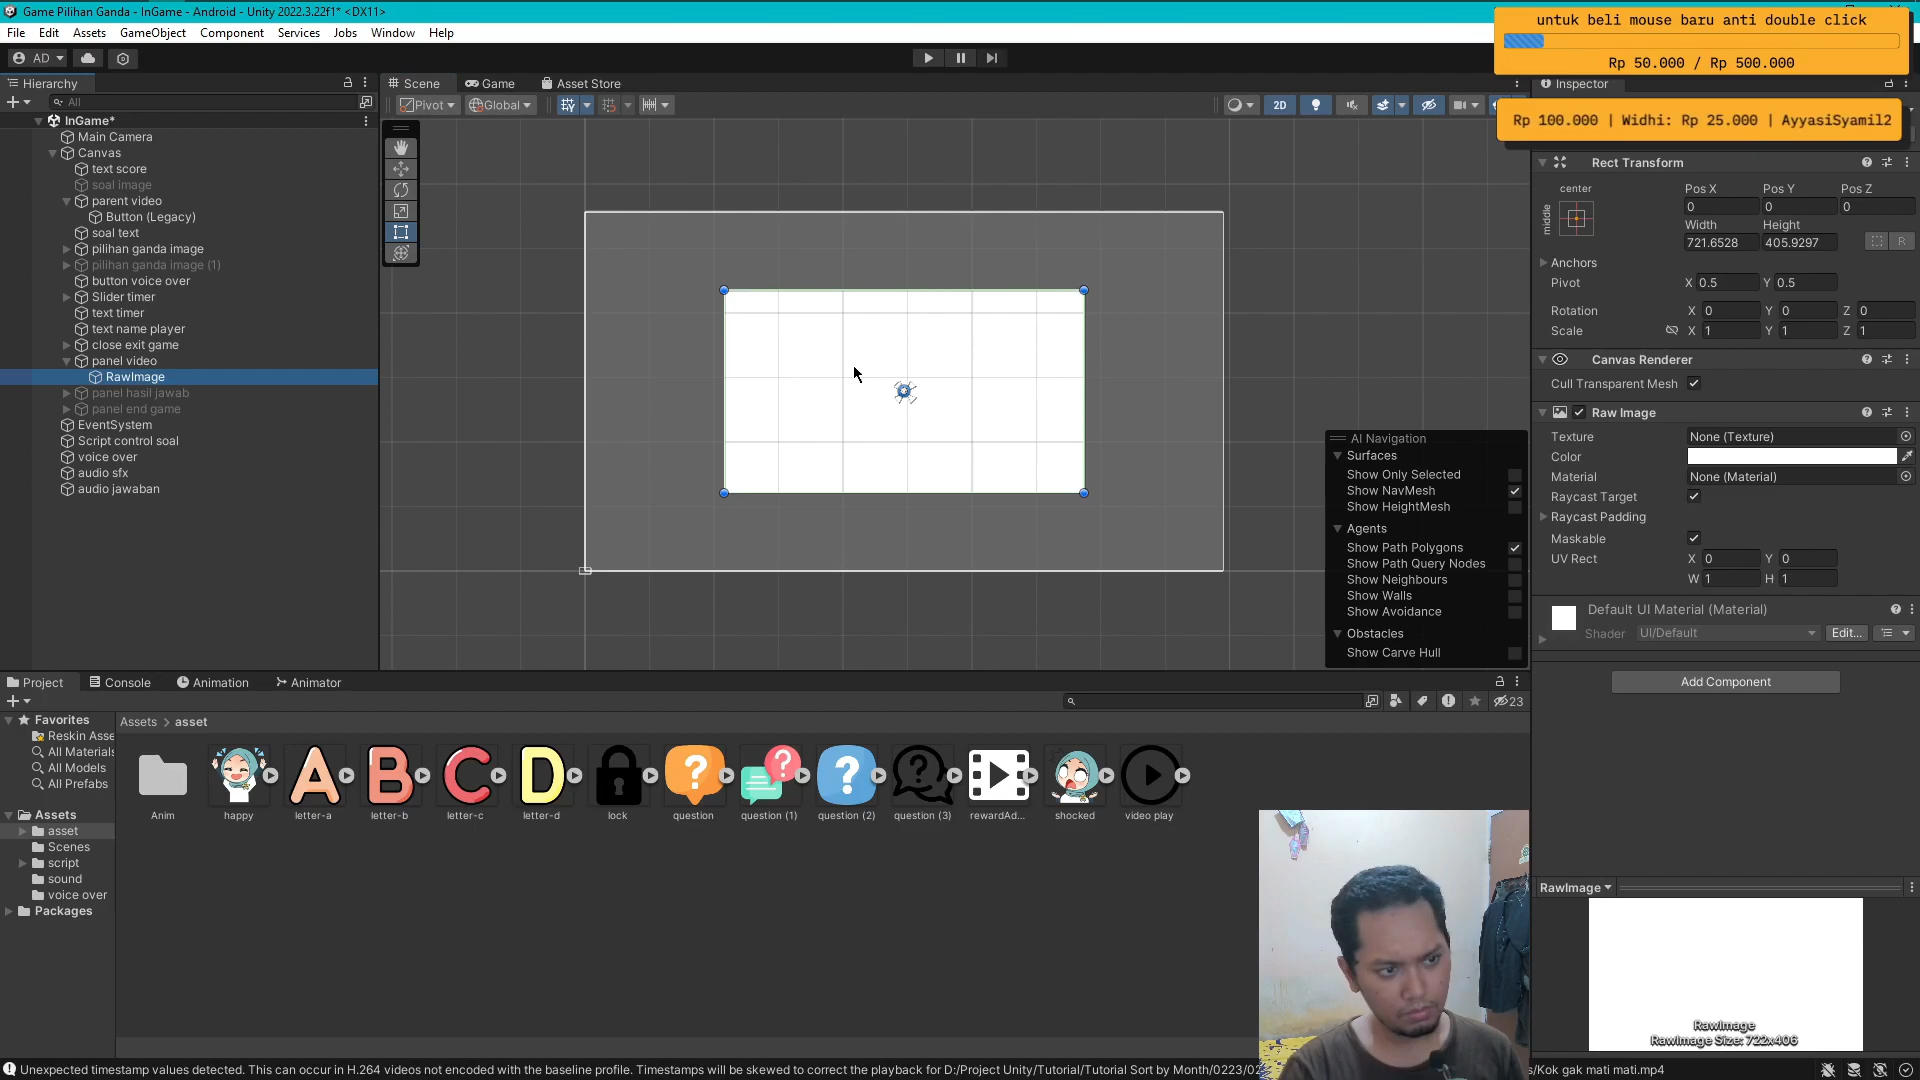 Game Pilihan Ganda - InGame - Android - Unity 2022.3.22f1* <DX11>
File Edit Assets GameObject Component Services Jobs Window Help
AD
untuk beli mouse baru anti double click
Rp 50.000 / Rp 500.000
Rp 100.000 | Widhi: Rp 25.000 | AyyasiSyamil2
Hierarchy
All
InGame*
Main Camera
Canvas
text score
soal image
parent video
Button (Legacy)
soal text
pilihan ganda image
pilihan ganda image (1)
button voice over
Slider timer
text timer
text name player
close exit game
panel video
RawImage
panel hasil jawab
panel end game
EventSystem
Script control soal
voice over
audio sfx
audio jawaban
Scene Game Asset Store
Pivot Global
2D
AI Navigation
Surfaces
Show Only Selected
Show NavMesh
Show HeightMesh
Agents
Show Path Polygons
Show Path Query Nodes
Show Neighbours
Show Walls
Show Avoidance
Obstacles
Show Carve Hull
Inspector
Rect Transform
center
middle
Pos X Pos Y Pos Z
0 0 0
Width Height
721.6528 405.9297
R
Anchors
Pivot X 0.5 Y 0.5
Rotation X 0 Y 0 Z 0
Scale X 1 Y 1 Z 1
Canvas Renderer
Cull Transparent Mesh
Raw Image
Texture None (Texture)
Color
Material None (Material)
Raycast Target
Raycast Padding
Maskable
UV Rect X 0 Y 0
W 1 H 1
Default UI Material (Material)
Shader UI/Default Edit...
Add Component
RawImage
RawImage
RawImage Size: 722x406
Project Console Animation Animator
23
Favorites
Reskin Asse
All Materials
All Models
All Prefabs
Assets
asset
Scenes
script
sound
voice over
Packages
Assets > asset
Anim happy letter-a letter-b letter-c letter-d lock question question (1) question (2) question (3) rewardAd... shocked video play
Unexpected timestamp values detected. This can occur in H.264 videos not encoded with the baseline profile. Timestamps will be skewed to correct the playback for D:/Project Unity/Tutorial/Tutorial Sort by Month/0223/02
s/Kok gak mati mati.mp4